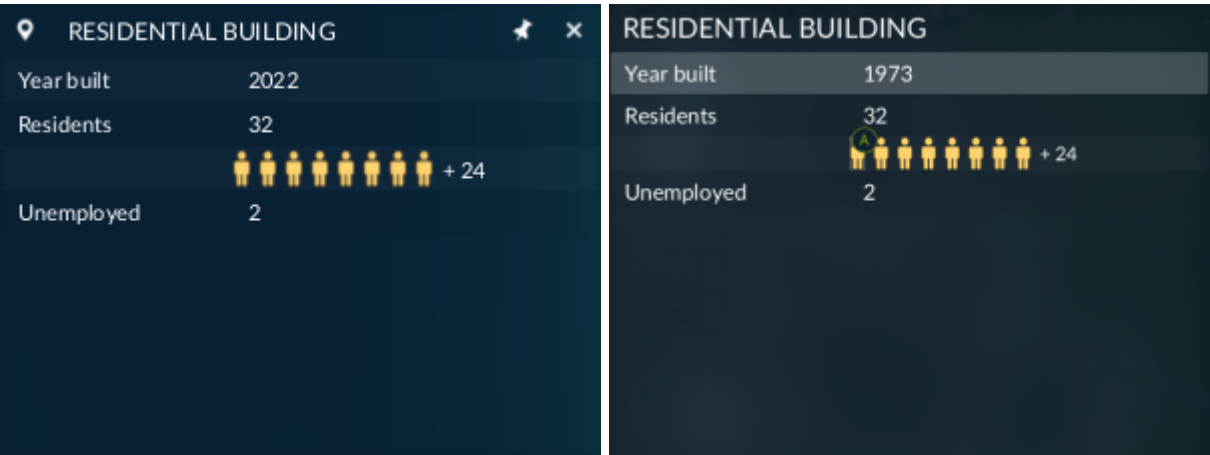 RESIDENTIAL BUILDING
Year built 2022
Residents 32
+ 24
Unemployed 2
RESIDENTIAL BUILDING
Year built 1973
Residents 32
A
+ 24
Unemployed 2